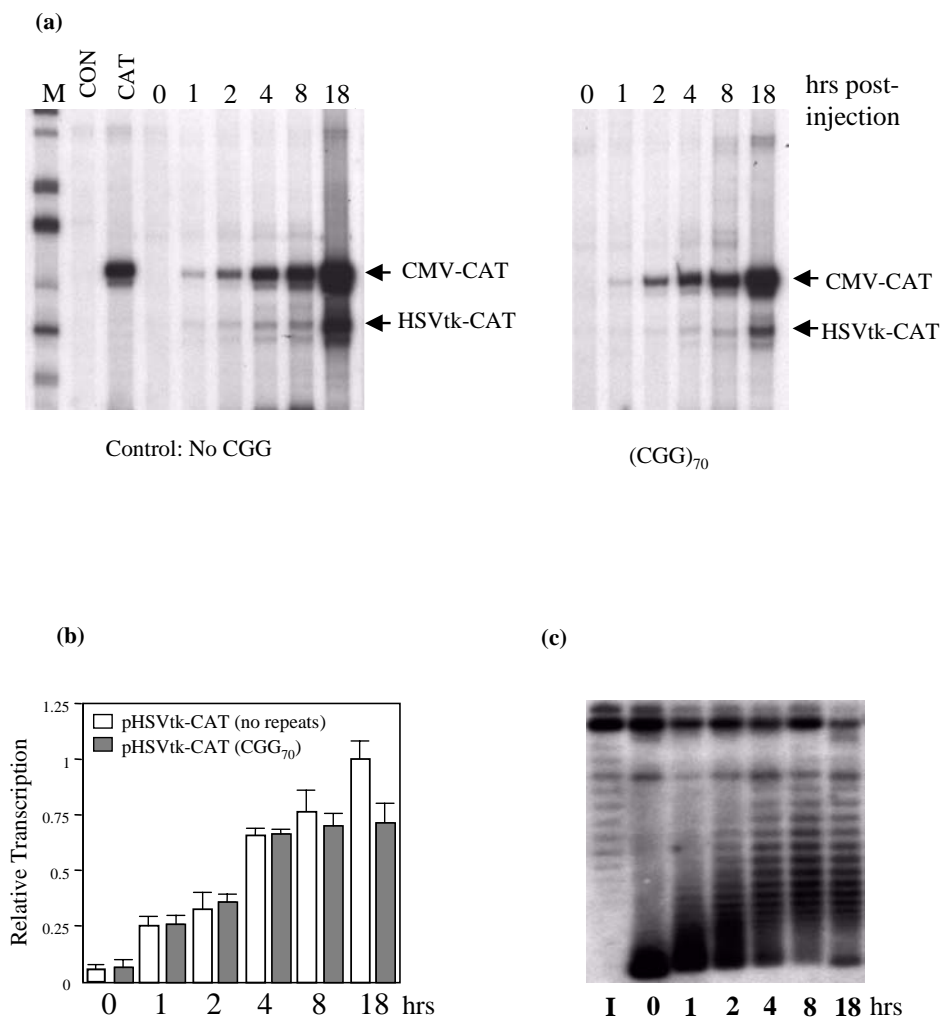 (a)
M CON CAT 0 1 2 4 8 18
0 1 2 4 8 18 hrs post-
injection
CMV-CAT
HSVtk-CAT
CMV-CAT
HSVtk-CAT
Control: No CGG
(CGG)₇₀
(b)
(c)
Relative Transcription
1.25
1
0.75
0.5
0.25
0
pHSVtk-CAT (no repeats)
pHSVtk-CAT (CGG₇₀)
0 1 2 4 8 18 hrs
I 0 1 2 4 8 18 hrs